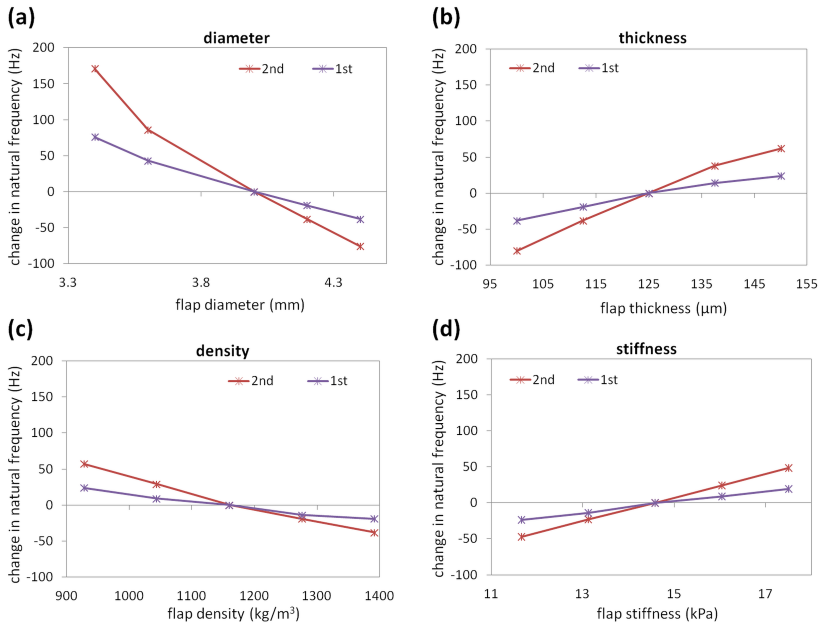 (a)
diameter
change in natural frequency (Hz)
200
150
100
50
0
-50
-100
2nd
1st
3.3
3.8
4.3
flap diameter (mm)
(b)
thickness
change in natural frequency (Hz)
200
150
100
50
0
-50
-100
2nd
1st
95
105
115
125
135
145
155
flap thickness (μm)
(c)
density
change in natural frequency (Hz)
200
150
100
50
0
-50
-100
2nd
1st
900
1000
1100
1200
1300
1400
flap density (kg/m³)
(d)
stiffness
change in natural frequency (Hz)
200
150
100
50
0
-50
-100
2nd
1st
11
13
15
17
flap stiffness (kPa)